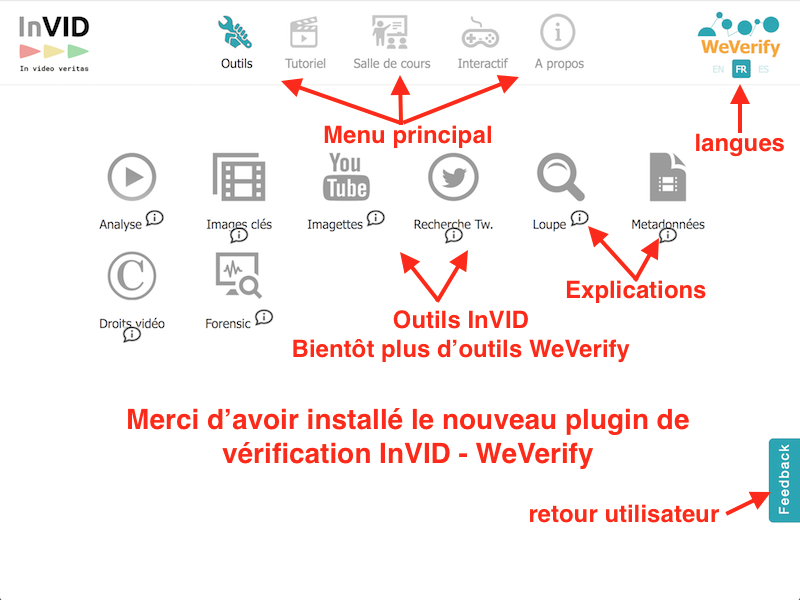 InVID
In video veritas
Outils
Tutoriel
Salle de cours
Interactif
A propos
WeVerify
EN FR ES
Menu principal
langues
You
Tube
Analyse
Images clés
Imagettes
Recherche Tw.
Loupe
Metadonnées
Droits vidéo
Forensic
Explications
Outils InVID
Bientôt plus d’outils WeVerify
Merci d’avoir installé le nouveau plugin de
vérification InVID - WeVerify
Feedback
retour utilisateur